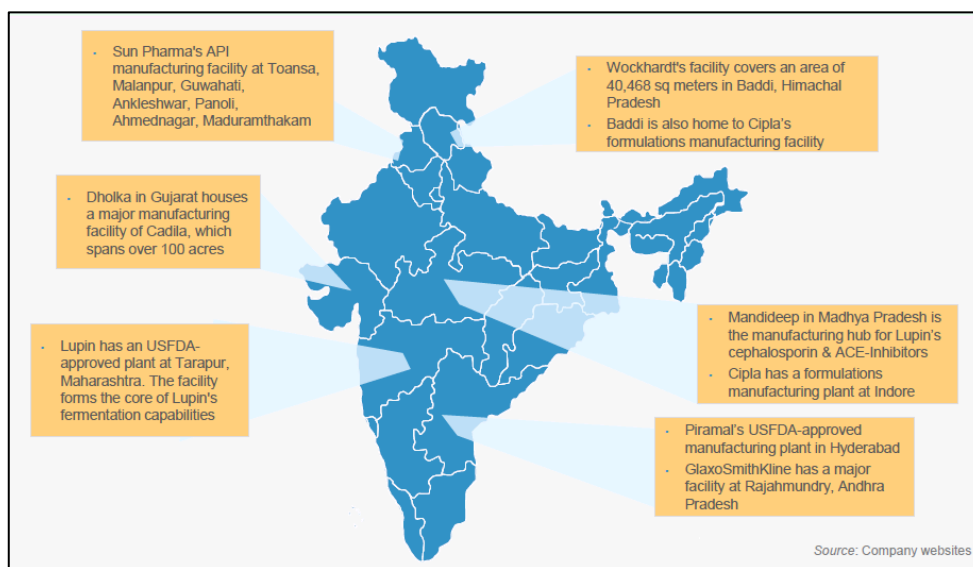 Sun Pharma's API
manufacturing facility at Toansa,
Malanpur, Guwahati,
Ankleshwar, Panoli,
Ahmednagar, Maduramthakam
Wockhardt's facility covers an area of
40,468 sq meters in Baddi, Himachal
Pradesh
Baddi is also home to Cipla's
formulations manufacturing facility
Dholka in Gujarat houses
a major manufacturing
facility of Cadila, which
spans over 100 acres
Lupin has an USFDA-
approved plant at Tarapur,
Maharashtra. The facility
forms the core of Lupin's
fermentation capabilities
Mandideep in Madhya Pradesh is
the manufacturing hub for Lupin's
cephalosporin & ACE-Inhibitors
Cipla has a formulations
manufacturing plant at Indore
Piramal's USFDA-approved
manufacturing plant in Hyderabad
GlaxoSmithKline has a major
facility at Rajahmundry, Andhra
Pradesh
Source: Company websites